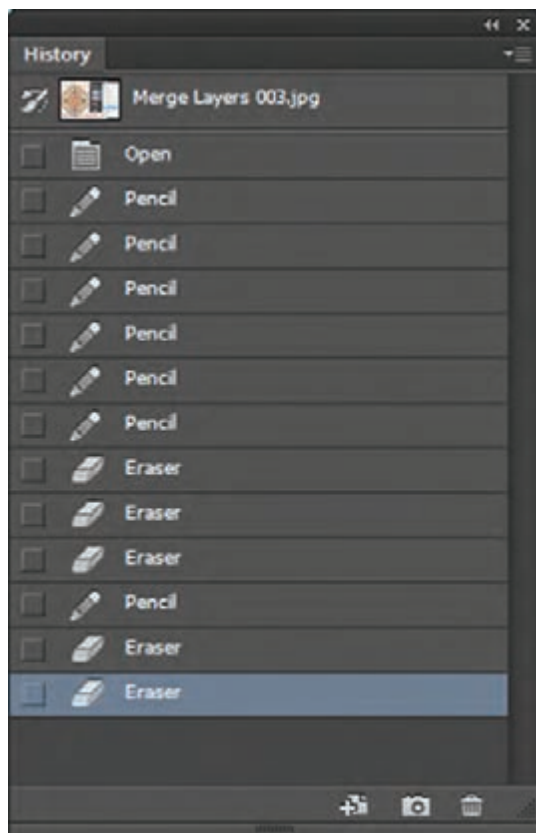 History
Merge Layers 003.jpg
Open
Pencil
Pencil
Pencil
Pencil
Pencil
Pencil
Eraser
Eraser
Eraser
Pencil
Eraser
Eraser